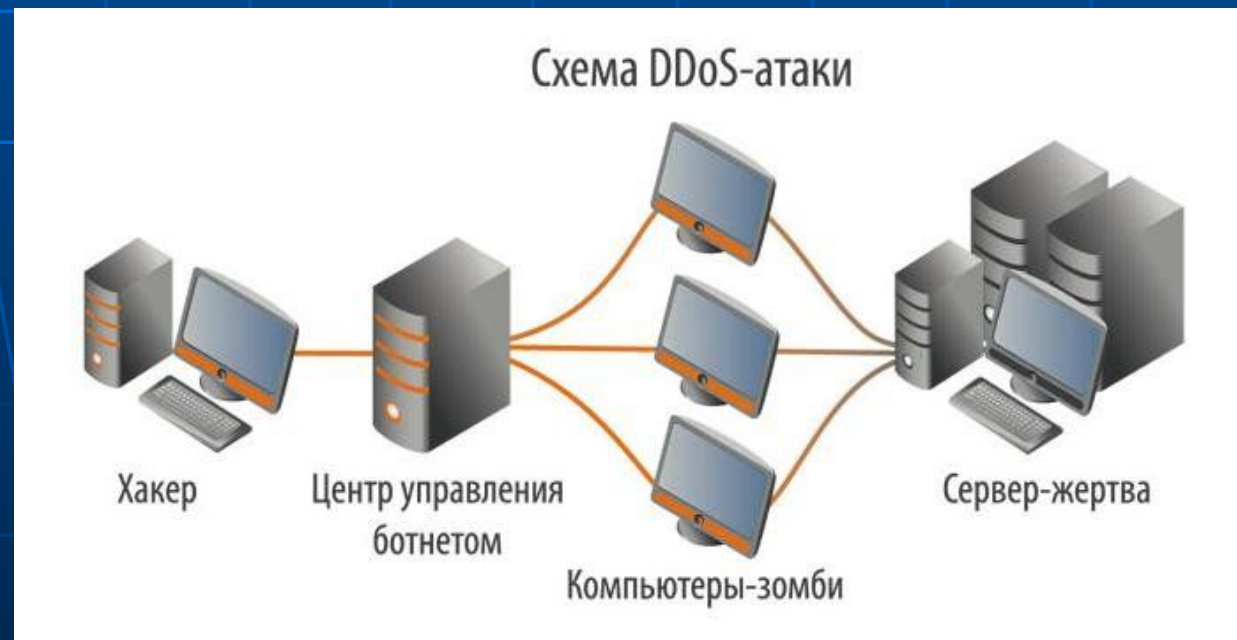 Схема DDoS-атаки
Хакер
Центр управления
ботнетом
Компьютеры-зомби
Сервер-жертва